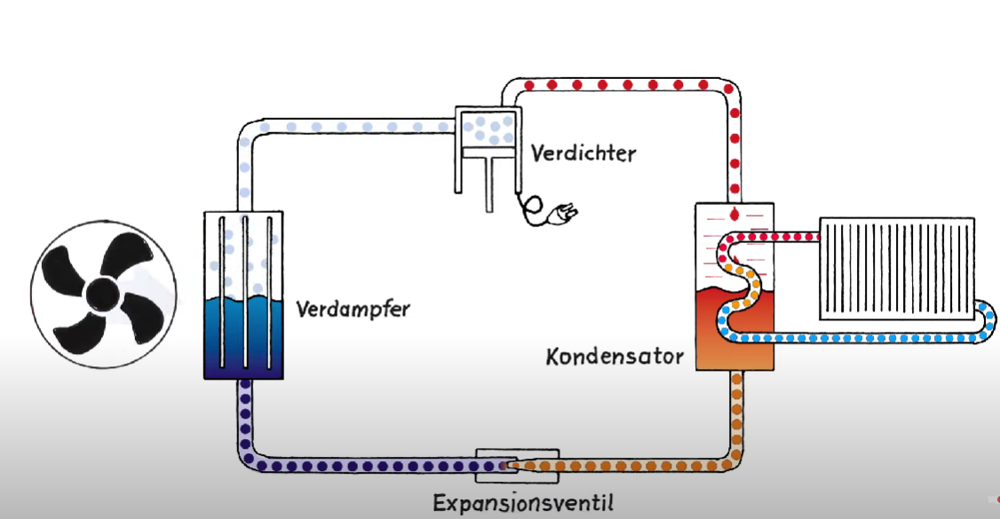 Verdichter
Verdampfer
Kondensator
Expansionsventil